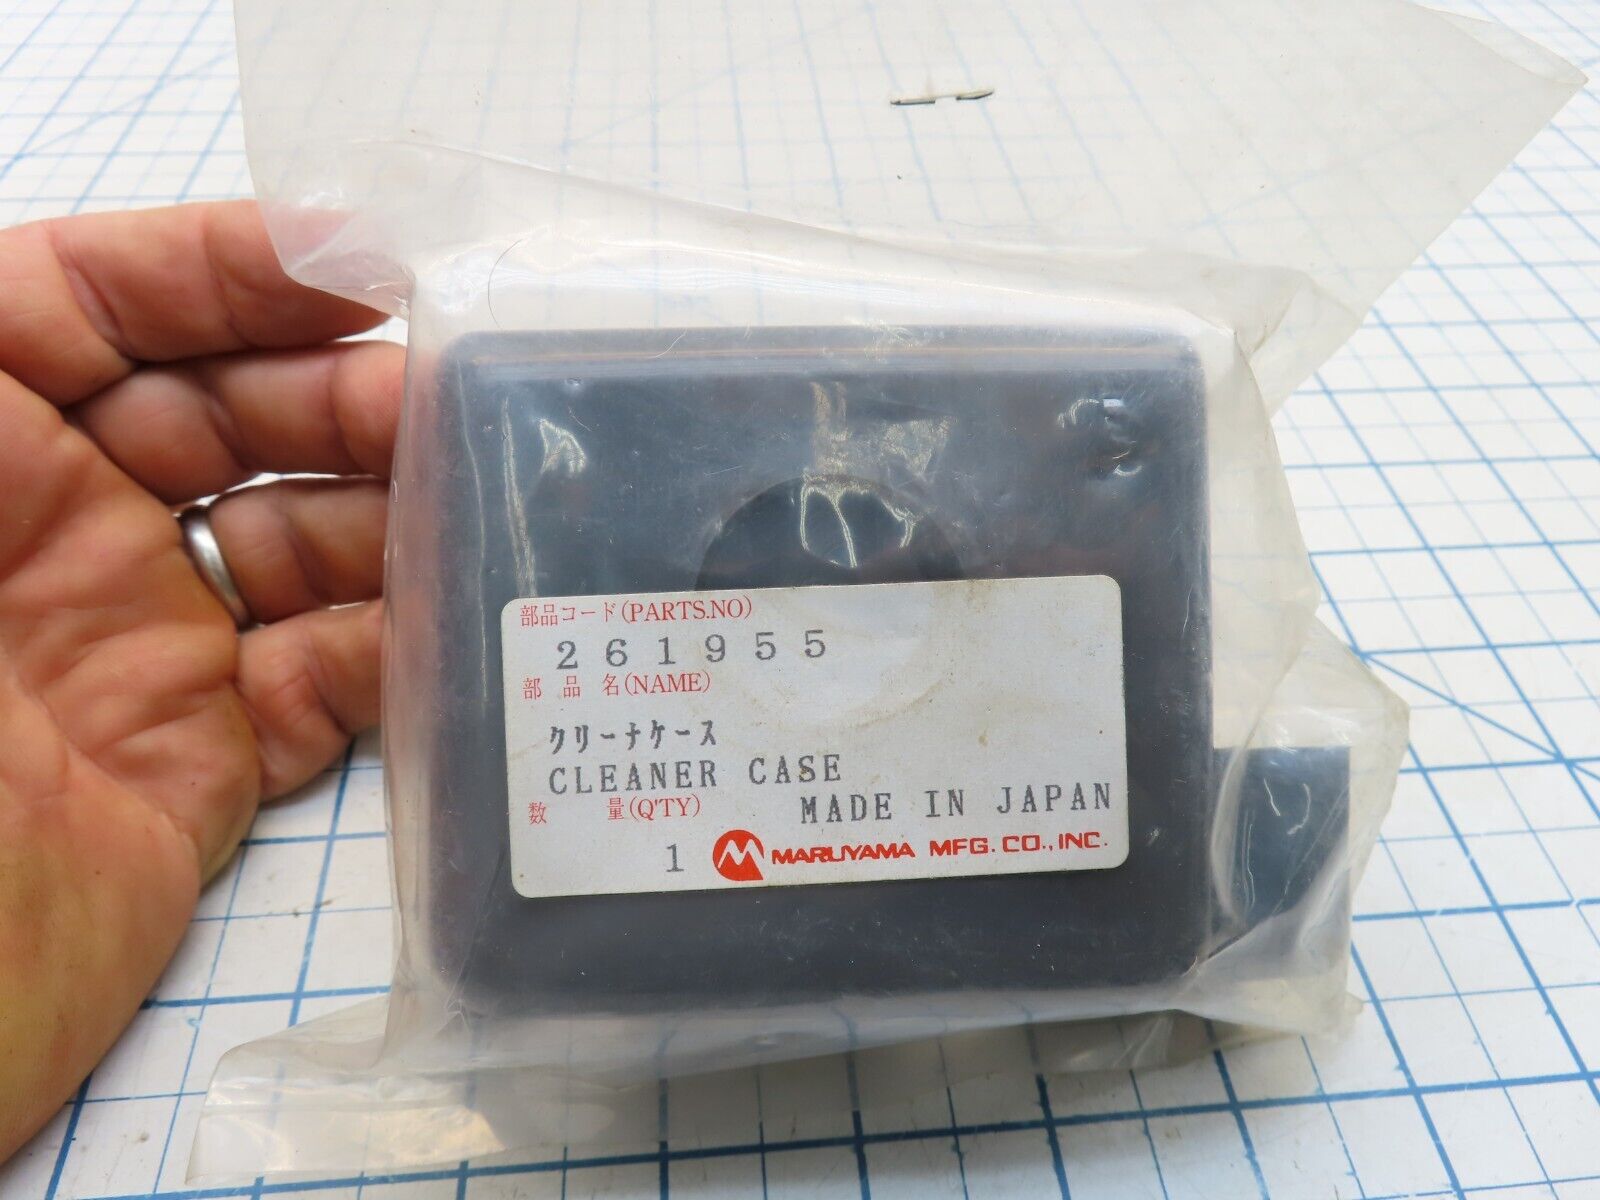 部品コード(PARTS.NO)
261955
部品名(NAME)
クリーナケース
CLEANER CASE
数量(Q'TY) MADE IN JAPAN
1 MARUYAMA MFG. CO., INC.